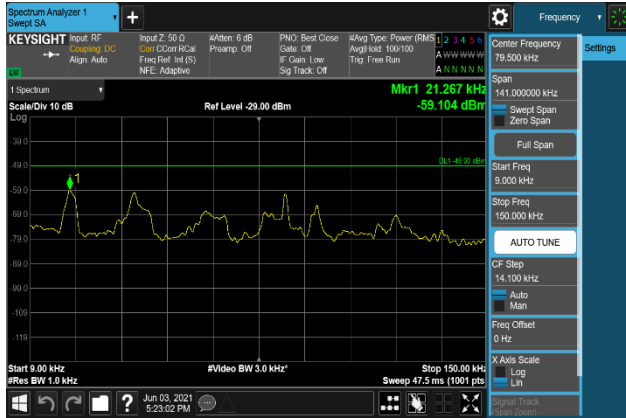 Spectrum Analyzer 1
Swept SA
+
Frequency
KEYSIGHT
Input: RF
Coupling: DC
Align: Auto
Input Z: 50 Ω
Corr CCorr RCal
Freq Ref: Int (S)
NFE: Adaptive
#Atten: 6 dB
Preamp: Off
PNO: Best Close
Gate: Off
IF Gain: Low
Sig Track: Off
#Avg Type: Power (RMS
Avg|Hold: 100/100
Trig: Free Run
1 2 3 4 5 6
A W W W W W
A N N N N N
LXI
1 Spectrum
Scale/Div 10 dB
Log
Ref Level -29.00 dBm
Mkr1 21.267 kHz
-59.104 dBm
-39.0
-49.0
DL1 -49.00 dBm
-59.0
1
-69.0
-79.0
-89.0
-99.0
-109
-119
Start 9.00 kHz
#Res BW 1.0 kHz
#Video BW 3.0 kHz*
Stop 150.00 kHz
Sweep 47.5 ms (1001 pts
Center Frequency
79.500 kHz
Settings
Span
141.000000 kHz
Swept Span
Zero Span
Full Span
Start Freq
9.000 kHz
Stop Freq
150.000 kHz
AUTO TUNE
CF Step
14.100 kHz
Auto
Man
Freq Offset
0 Hz
X Axis Scale
Log
Lin
Signal Track
(Span Zoom)
?
Jun 03, 2021
5:23:02 PM